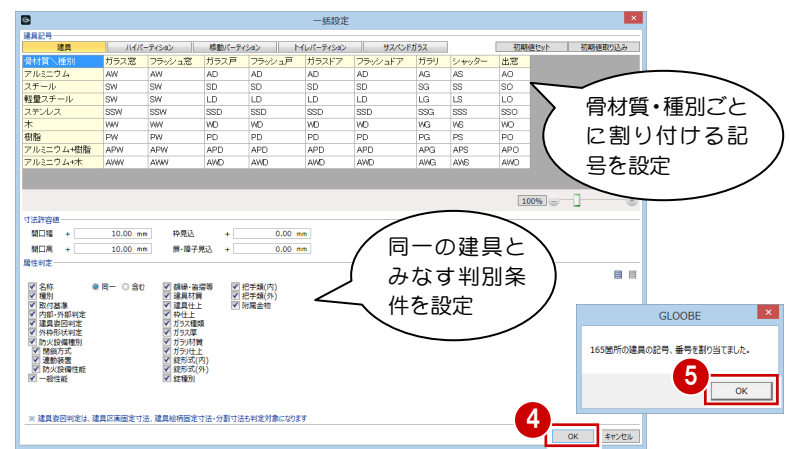 一括設定
建具記号
建具 ハイパーティション 移動パーティション トイレパーティション サスペンドガラス 初期値セット 初期値取り込み
骨材質＼種別 ガラス窓 フラッシュ窓 ガラス戸 フラッシュ戸 ガラスドア フラッシュドア ガラリ シャッター 出窓
アルミニウム AW AW AD AD AD AD AG AS AO
スチール SW SW SD SD SD SD SG SS SO
軽量スチール SW SW LD LD LD LD LG LS LO
ステンレス SSW SSW SSD SSD SSD SSD SSG SSS SSO
木 WW WW WD WD WD WD WG WS WO
樹脂 PW PW PD PD PD PD PG PS PO
アルミニウム+樹脂 APW APW APD APD APD APD APG APS APO
アルミニウム+木 AWW AWW AWD AWD AWD AWD AWG AWS AWO
骨材質・種別ごと
に割り付ける記
号を設定
100%
寸法許容値
開口幅 + 10.00 mm 枠見込 + 0.00 mm
開口高 + 10.00 mm 扉・障子見込 + 0.00 mm
同一の建具と
みなす判別条
件を設定
属性判定
名称 同一 含む 額縁・沓摺等 把手類(内)
種別 建具材質 把手類(外)
取付基準 建具仕上 附属金物
内部・外部判定 枠仕上
建具姿図判定 ガラス種類
外枠形状判定 ガラス厚
防火設備種別 ガラリ材質
開鎖方式 ガラリ仕上
連動装置 錠形式(内)
防火設備性能 錠形式(外)
一般性能 錠種別
※ 建具姿図判定は、建具区画固定寸法、建具絵柄固定寸法・分割寸法も判定対象になります
4
OK キャンセル
GLOOBE
165箇所の建具の記号、番号を割り当てました。
5
OK